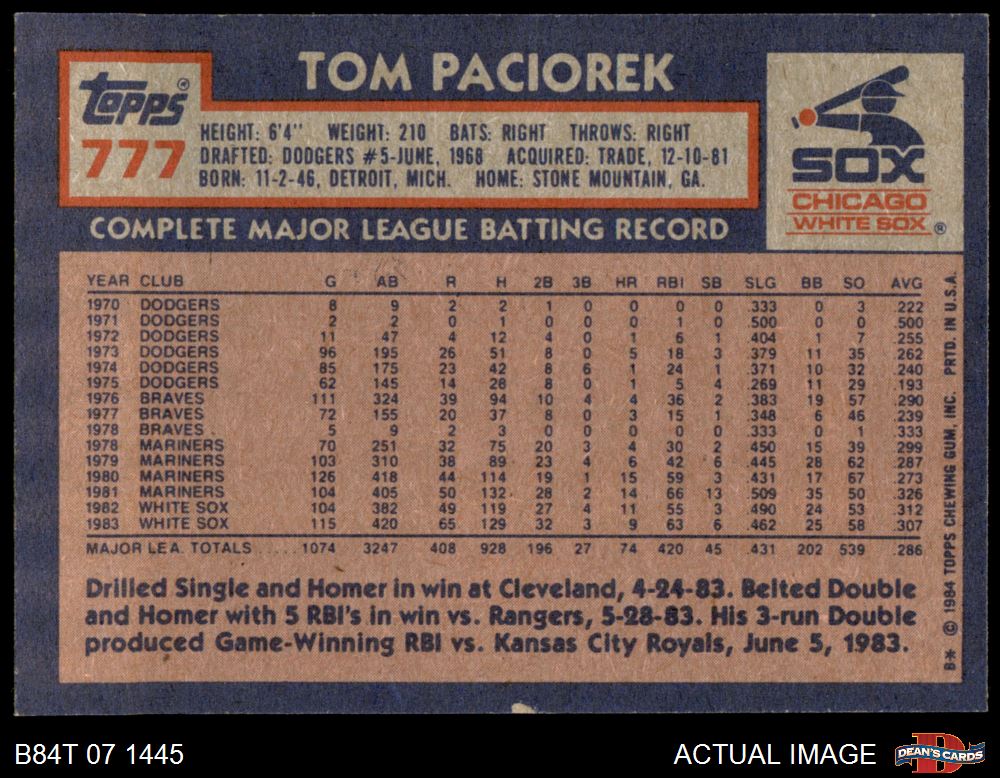 TOM PACIOREK
topps®
777
HEIGHT: 6'4" WEIGHT: 210 BATS: RIGHT THROWS: RIGHT
DRAFTED: DODGERS #5-JUNE, 1968 ACQUIRED: TRADE, 12-10-81
BORN: 11-2-46, DETROIT, MICH. HOME: STONE MOUNTAIN, GA.
SOX
CHICAGO
WHITE SOX ®
COMPLETE MAJOR LEAGUE BATTING RECORD
YEAR CLUB G AB R H 2B 3B HR RBI SB SLG BB SO AVG
1970 DODGERS 8 9 2 2 1 0 0 0 0 .333 0 3 .222
1971 DODGERS 2 2 0 1 0 0 0 1 0 .500 0 0 .500
1972 DODGERS 11 47 4 12 4 0 1 6 1 .404 1 7 .255
1973 DODGERS 96 195 26 51 8 0 5 18 3 .379 11 35 .262
1974 DODGERS 85 175 23 42 8 6 1 24 1 .371 10 32 .240
1975 DODGERS 62 145 14 28 8 0 1 5 4 .269 11 29 .193
1976 BRAVES 111 324 39 94 10 4 4 36 2 .383 19 57 .290
1977 BRAVES 72 155 20 37 8 0 3 15 1 .348 6 46 .239
1978 BRAVES 5 9 2 3 0 0 0 0 0 .333 0 1 .333
1978 MARINERS 70 251 32 75 20 3 4 30 2 .450 15 39 .299
1979 MARINERS 103 310 38 89 23 4 6 42 6 .445 28 62 .287
1980 MARINERS 126 418 44 114 19 1 15 59 3 .431 17 67 .273
1981 MARINERS 104 405 50 132 28 2 14 66 13 .509 35 50 .326
1982 WHITE SOX 104 382 49 119 27 4 11 55 3 .490 24 53 .312
1983 WHITE SOX 115 420 65 129 32 3 9 63 6 .462 25 58 .307
MAJOR LEA. TOTALS ..... 1074 3247 408 928 196 27 74 420 45 .431 202 539 .286
Drilled Single and Homer in win at Cleveland, 4-24-83. Belted Double
and Homer with 5 RBI's in win vs. Rangers, 5-28-83. His 3-run Double
produced Game-Winning RBI vs. Kansas City Royals, June 5, 1983.
B* © 1984 TOPPS CHEWING GUM, INC. PRTD. IN U.S.A.
B84T 07 1445
ACTUAL IMAGE
DEAN'S CARDS